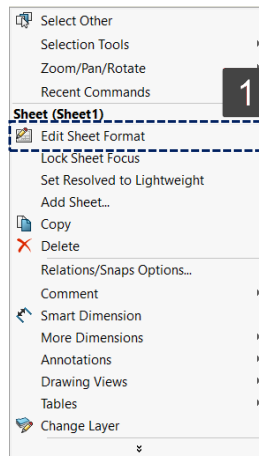 Select Other
Selection Tools
Zoom/Pan/Rotate
Recent Commands
1
Sheet (Sheet1)
Edit Sheet Format
Lock Sheet Focus
Set Resolved to Lightweight
Add Sheet...
Copy
Delete
Relations/Snaps Options...
Comment
Smart Dimension
More Dimensions
Annotations
Drawing Views
Tables
Change Layer